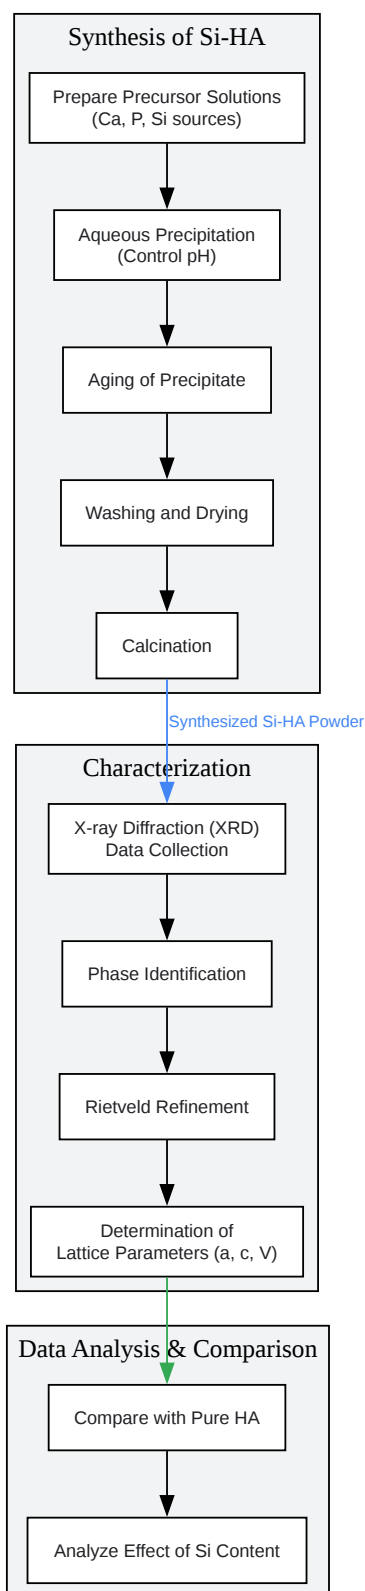 Synthesis of Si-HA
Prepare Precursor Solutions
(Ca, P, Si sources)
Aqueous Precipitation
(Control pH)
Aging of Precipitate
Washing and Drying
Calcination
Synthesized Si-HA Powder
Characterization
X-ray Diffraction (XRD)
Data Collection
Phase Identification
Rietveld Refinement
Determination of
Lattice Parameters (a, c, V)
Data Analysis & Comparison
Compare with Pure HA
Analyze Effect of Si Content